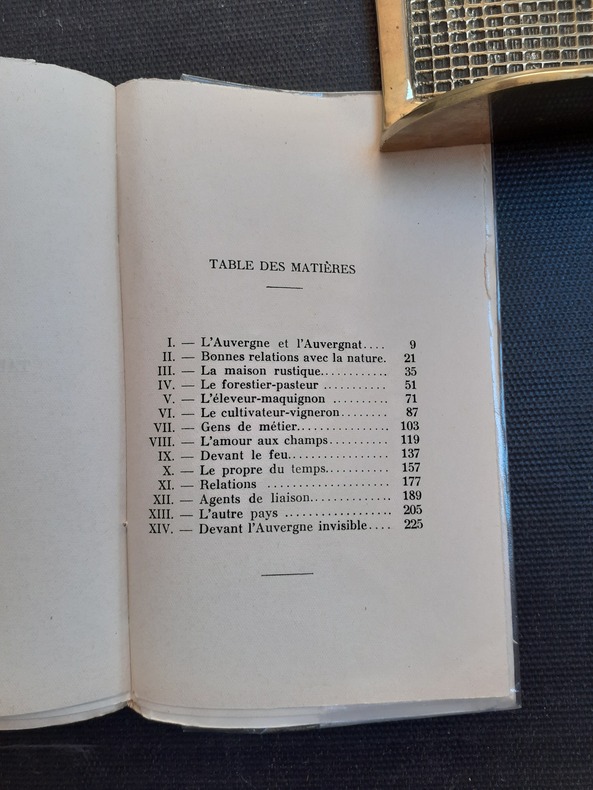 TABLE DES MATIÈRES
I. — L'Auvergne et l'Auvergnat.... 9
II. — Bonnes relations avec la nature. 21
III. — La maison rustique........... 35
IV. — Le forestier-pasteur ........... 51
V. — L'éleveur-maquignon .......... 71
VI. — Le cultivateur-vigneron........ 87
VII. — Gens de métier............... 103
VIII. — L'amour aux champs.......... 119
IX. — Devant le feu................ 137
X. — Le propre du temps........... 157
XI. — Relations .................... 177
XII. — Agents de liaison............. 189
XIII. — L'autre pays ................. 205
XIV. — Devant l'Auvergne invisible.... 225